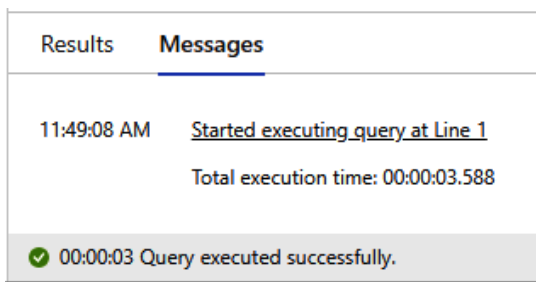 Results Messages
11:49:08 AM Started executing query at Line 1
Total execution time: 00:00:03.588
00:00:03 Query executed successfully.